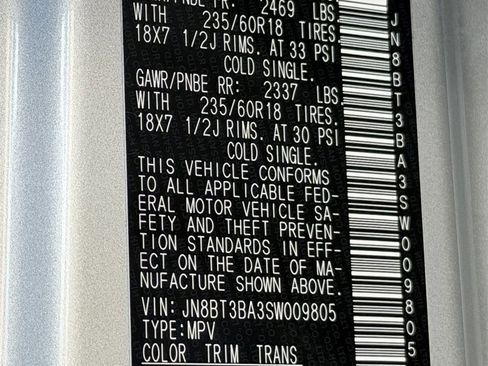 GAWR/PNBE FR: 2469 LBS.
WITH 235/60R18 TIRES.
18X7 1/2J RIMS. AT 33 PSI
COLD SINGLE.
GAWR/PNBE RR: 2337 LBS.
WITH 235/60R18 TIRES.
18X7 1/2J RIMS. AT 30 PSI
COLD SINGLE.
THIS VEHICLE CONFORMS
TO ALL APPLICABLE FED-
ERAL MOTOR VEHICLE SA-
FETY AND THEFT PREVEN-
TION STANDARDS IN EFF-
ECT ON THE DATE OF MA-
NUFACTURE SHOWN ABOVE.
VIN: JN8BT3BA3SW009805
TYPE:MPV
COLOR TRIM TRANS
JN8BT3BA3SW009805